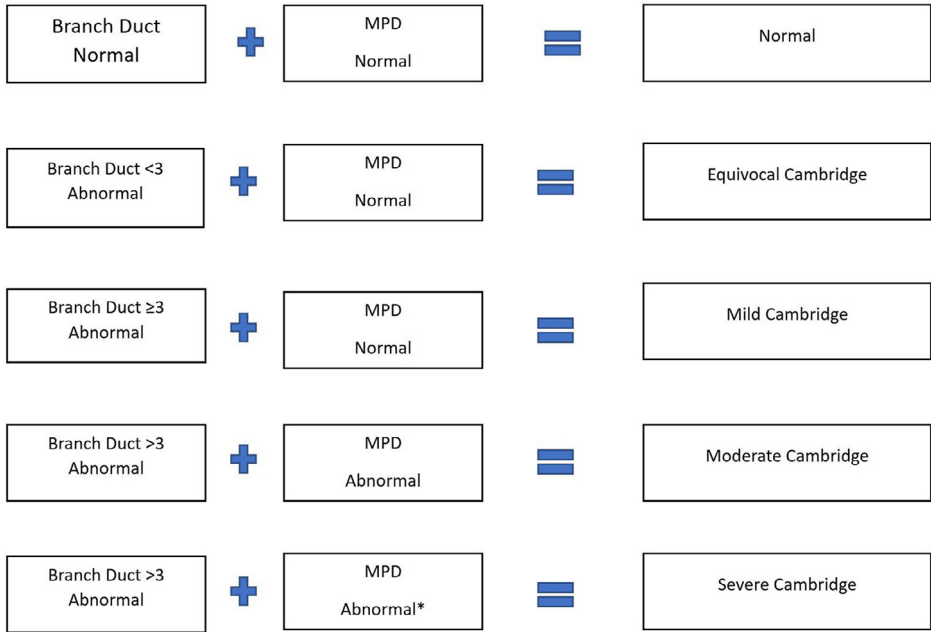 Branch Duct
Normal
MPD
Normal
Normal
Branch Duct <3
Abnormal
MPD
Normal
Equivocal Cambridge
Branch Duct ≥3
Abnormal
MPD
Normal
Mild Cambridge
Branch Duct >3
Abnormal
MPD
Abnormal
Moderate Cambridge
Branch Duct >3
Abnormal
MPD
Abnormal*
Severe Cambridge